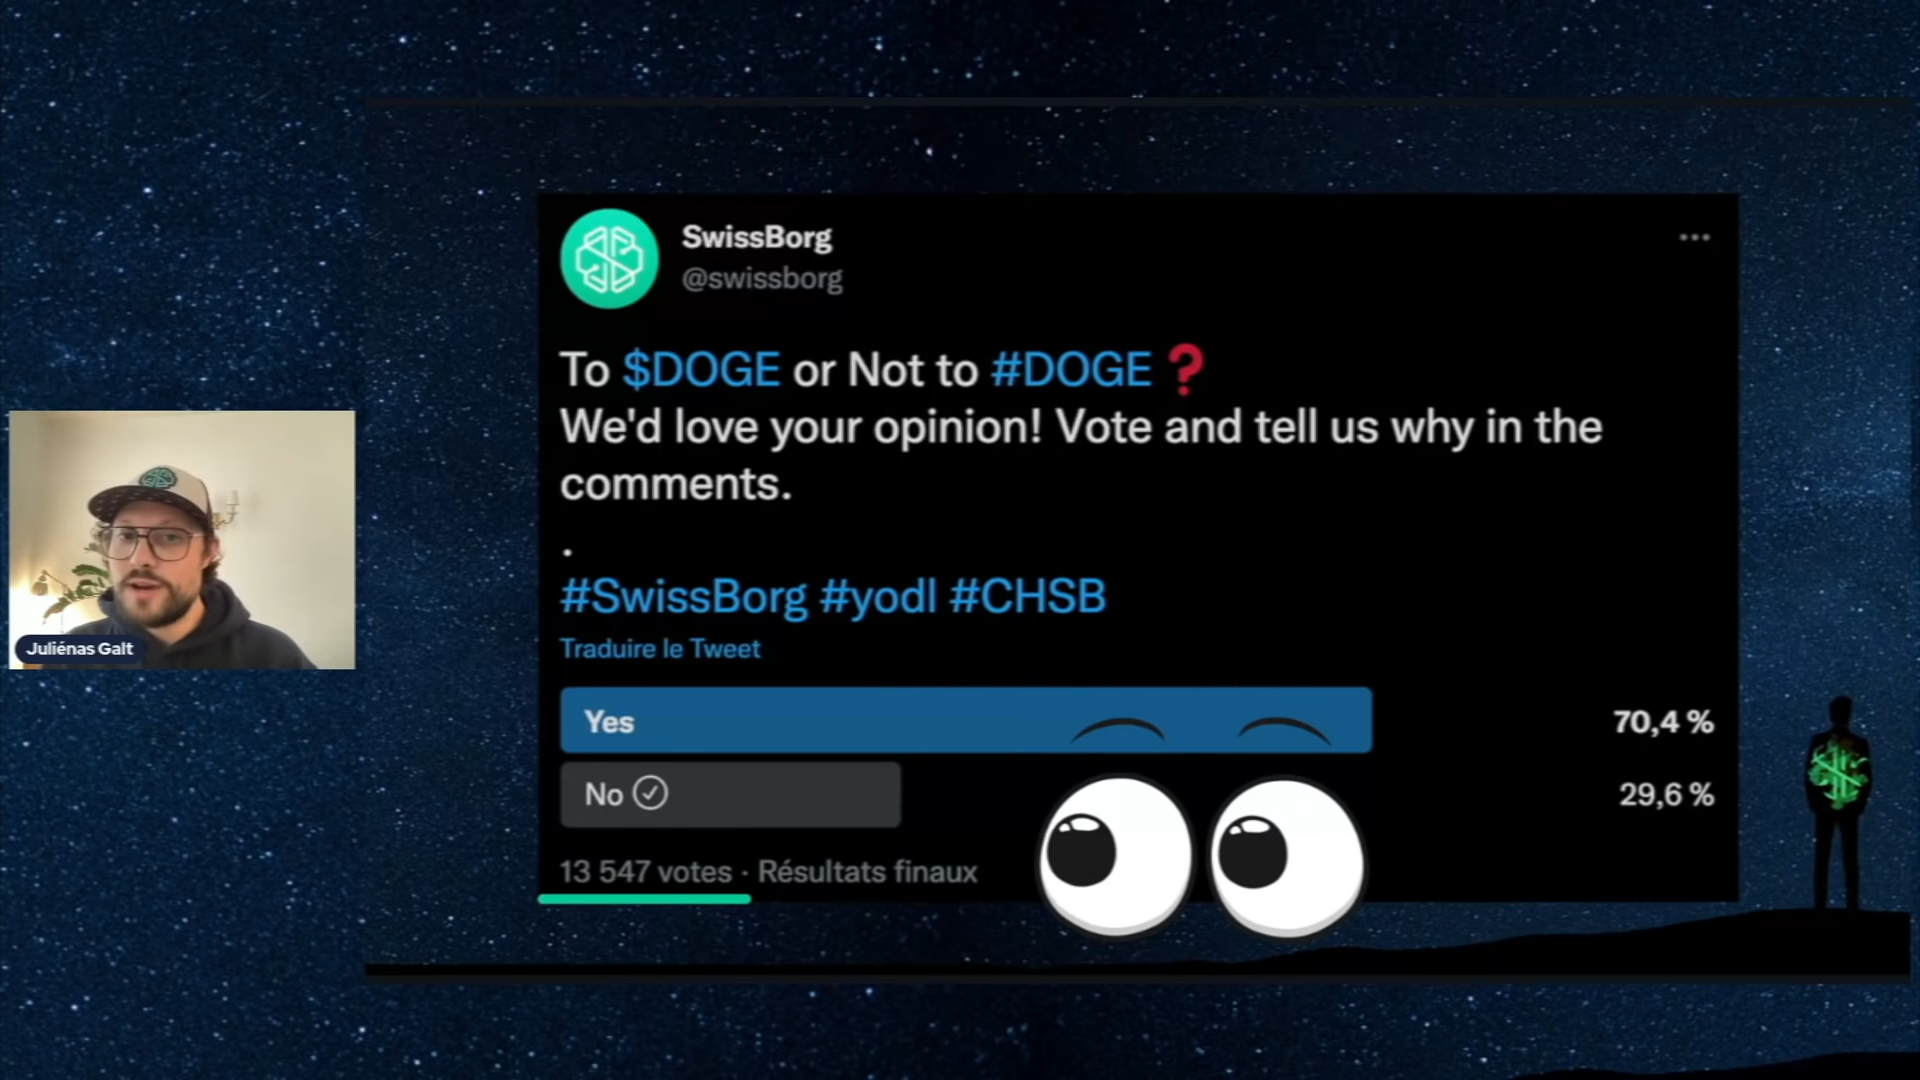 SwissBorg
@swissborg
To $DOGE or Not to #DOGE ❓
We'd love your opinion! Vote and tell us why in the
comments.
.
#SwissBorg #yodl #CHSB
Traduire le Tweet
Yes 70,4 %
No 29,6 %
13 547 votes · Résultats finaux
Juliénas Galt